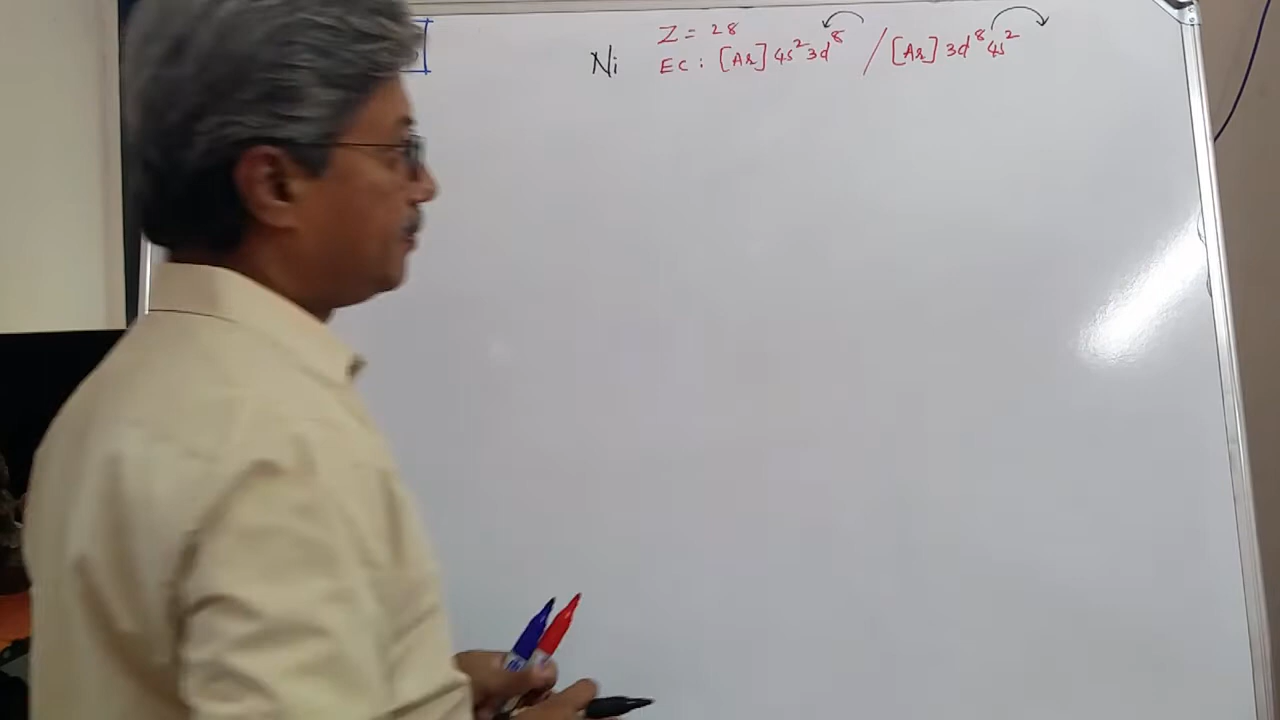 Z = 28
Ni EC : [Ar] 4s² 3d⁸ / [Ar] 3d⁸ 4s²